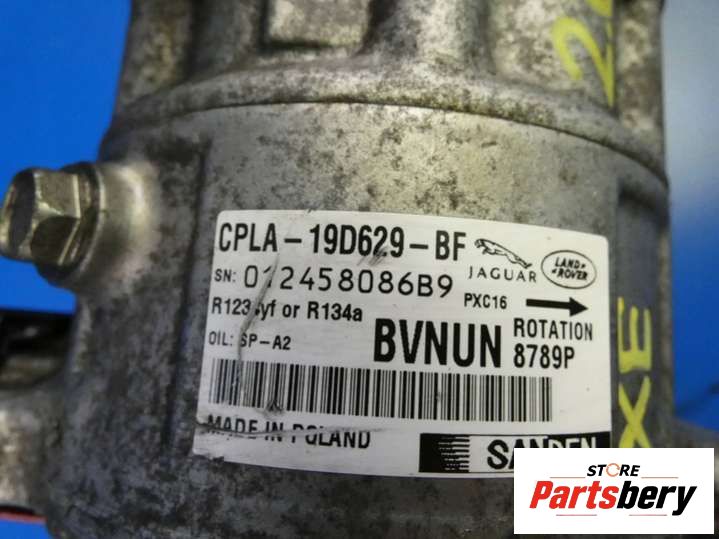 CPLA-19D629-BF
JAGUAR
LAND ROVER
SN: 012458086B9
PXC16
R1234yf or R134a
ROTATION
OIL: SP-A2
BVNUN
8789P
MADE IN POLAND
SANDEN
XE
STORE
Partsbery